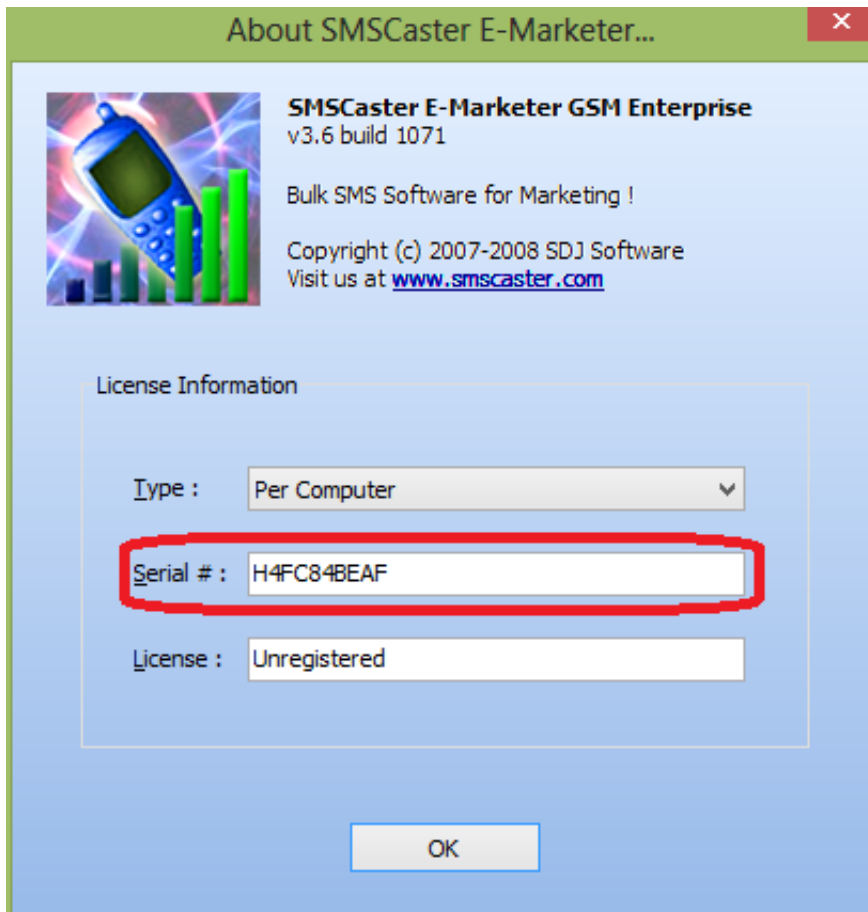 About SMSCaster E-Marketer...
SMSCaster E-Marketer GSM Enterprise
v3.6 build 1071
Bulk SMS Software for Marketing !
Copyright (c) 2007-2008 SDJ Software
Visit us at www.smscaster.com
License Information
Type : Per Computer
Serial # : H4FC84BEAF
License : Unregistered
OK